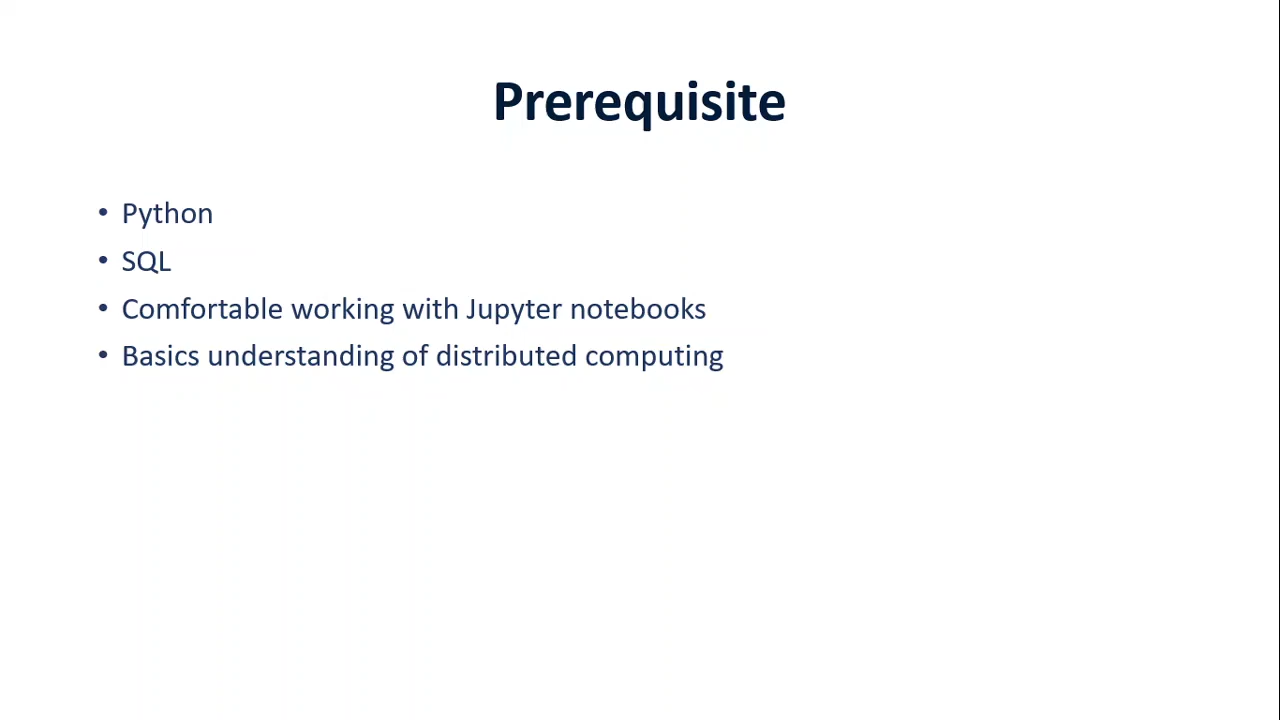 Prerequisite
• Python
• SQL
• Comfortable working with Jupyter notebooks
• Basics understanding of distributed computing